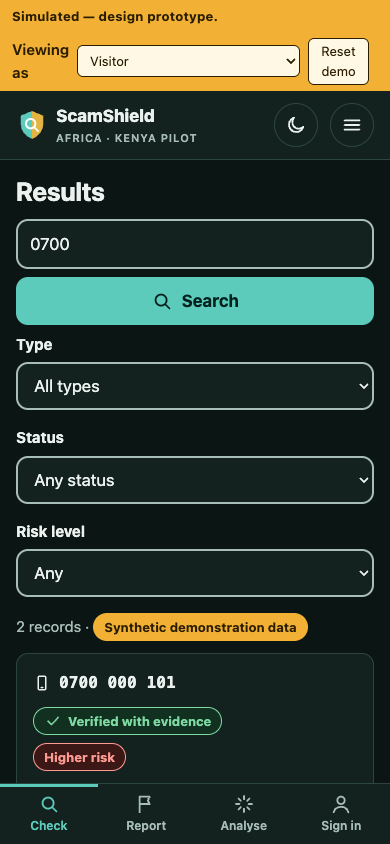 Simulated — design prototype.
Viewing as
Visitor
Reset demo
ScamShield
AFRICA · KENYA PILOT
Results
0700
Search
Type
All types
Status
Any status
Risk level
Any
2 records · Synthetic demonstration data
0700 000 101
Verified with evidence
Higher risk
Check Report Analyse Sign in